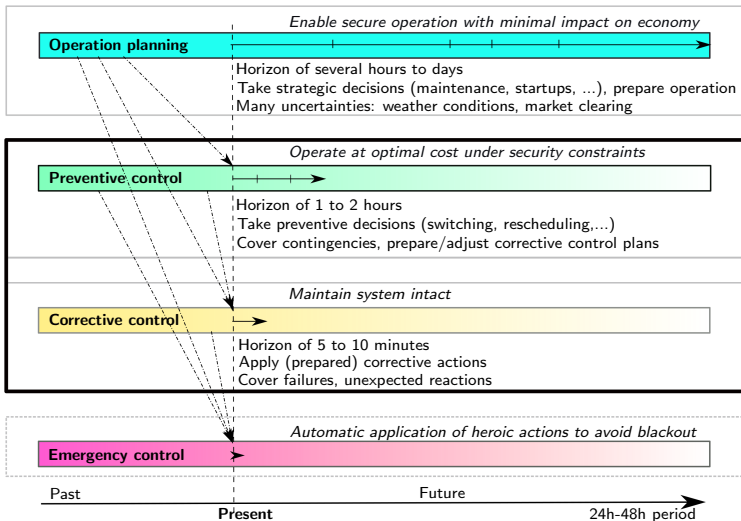 Enable secure operation with minimal impact on economy
Operation planning
Horizon of several hours to days
Take strategic decisions (maintenance, startups, ...), prepare operation
Many uncertainties: weather conditions, market clearing
Operate at optimal cost under security constraints
Preventive control
Horizon of 1 to 2 hours
Take preventive decisions (switching, rescheduling,...)
Cover contingencies, prepare/adjust corrective control plans
Maintain system intact
Corrective control
Horizon of 5 to 10 minutes
Apply (prepared) corrective actions
Cover failures, unexpected reactions
Automatic application of heroic actions to avoid blackout
Emergency control
Past
Future
Present
24h-48h period